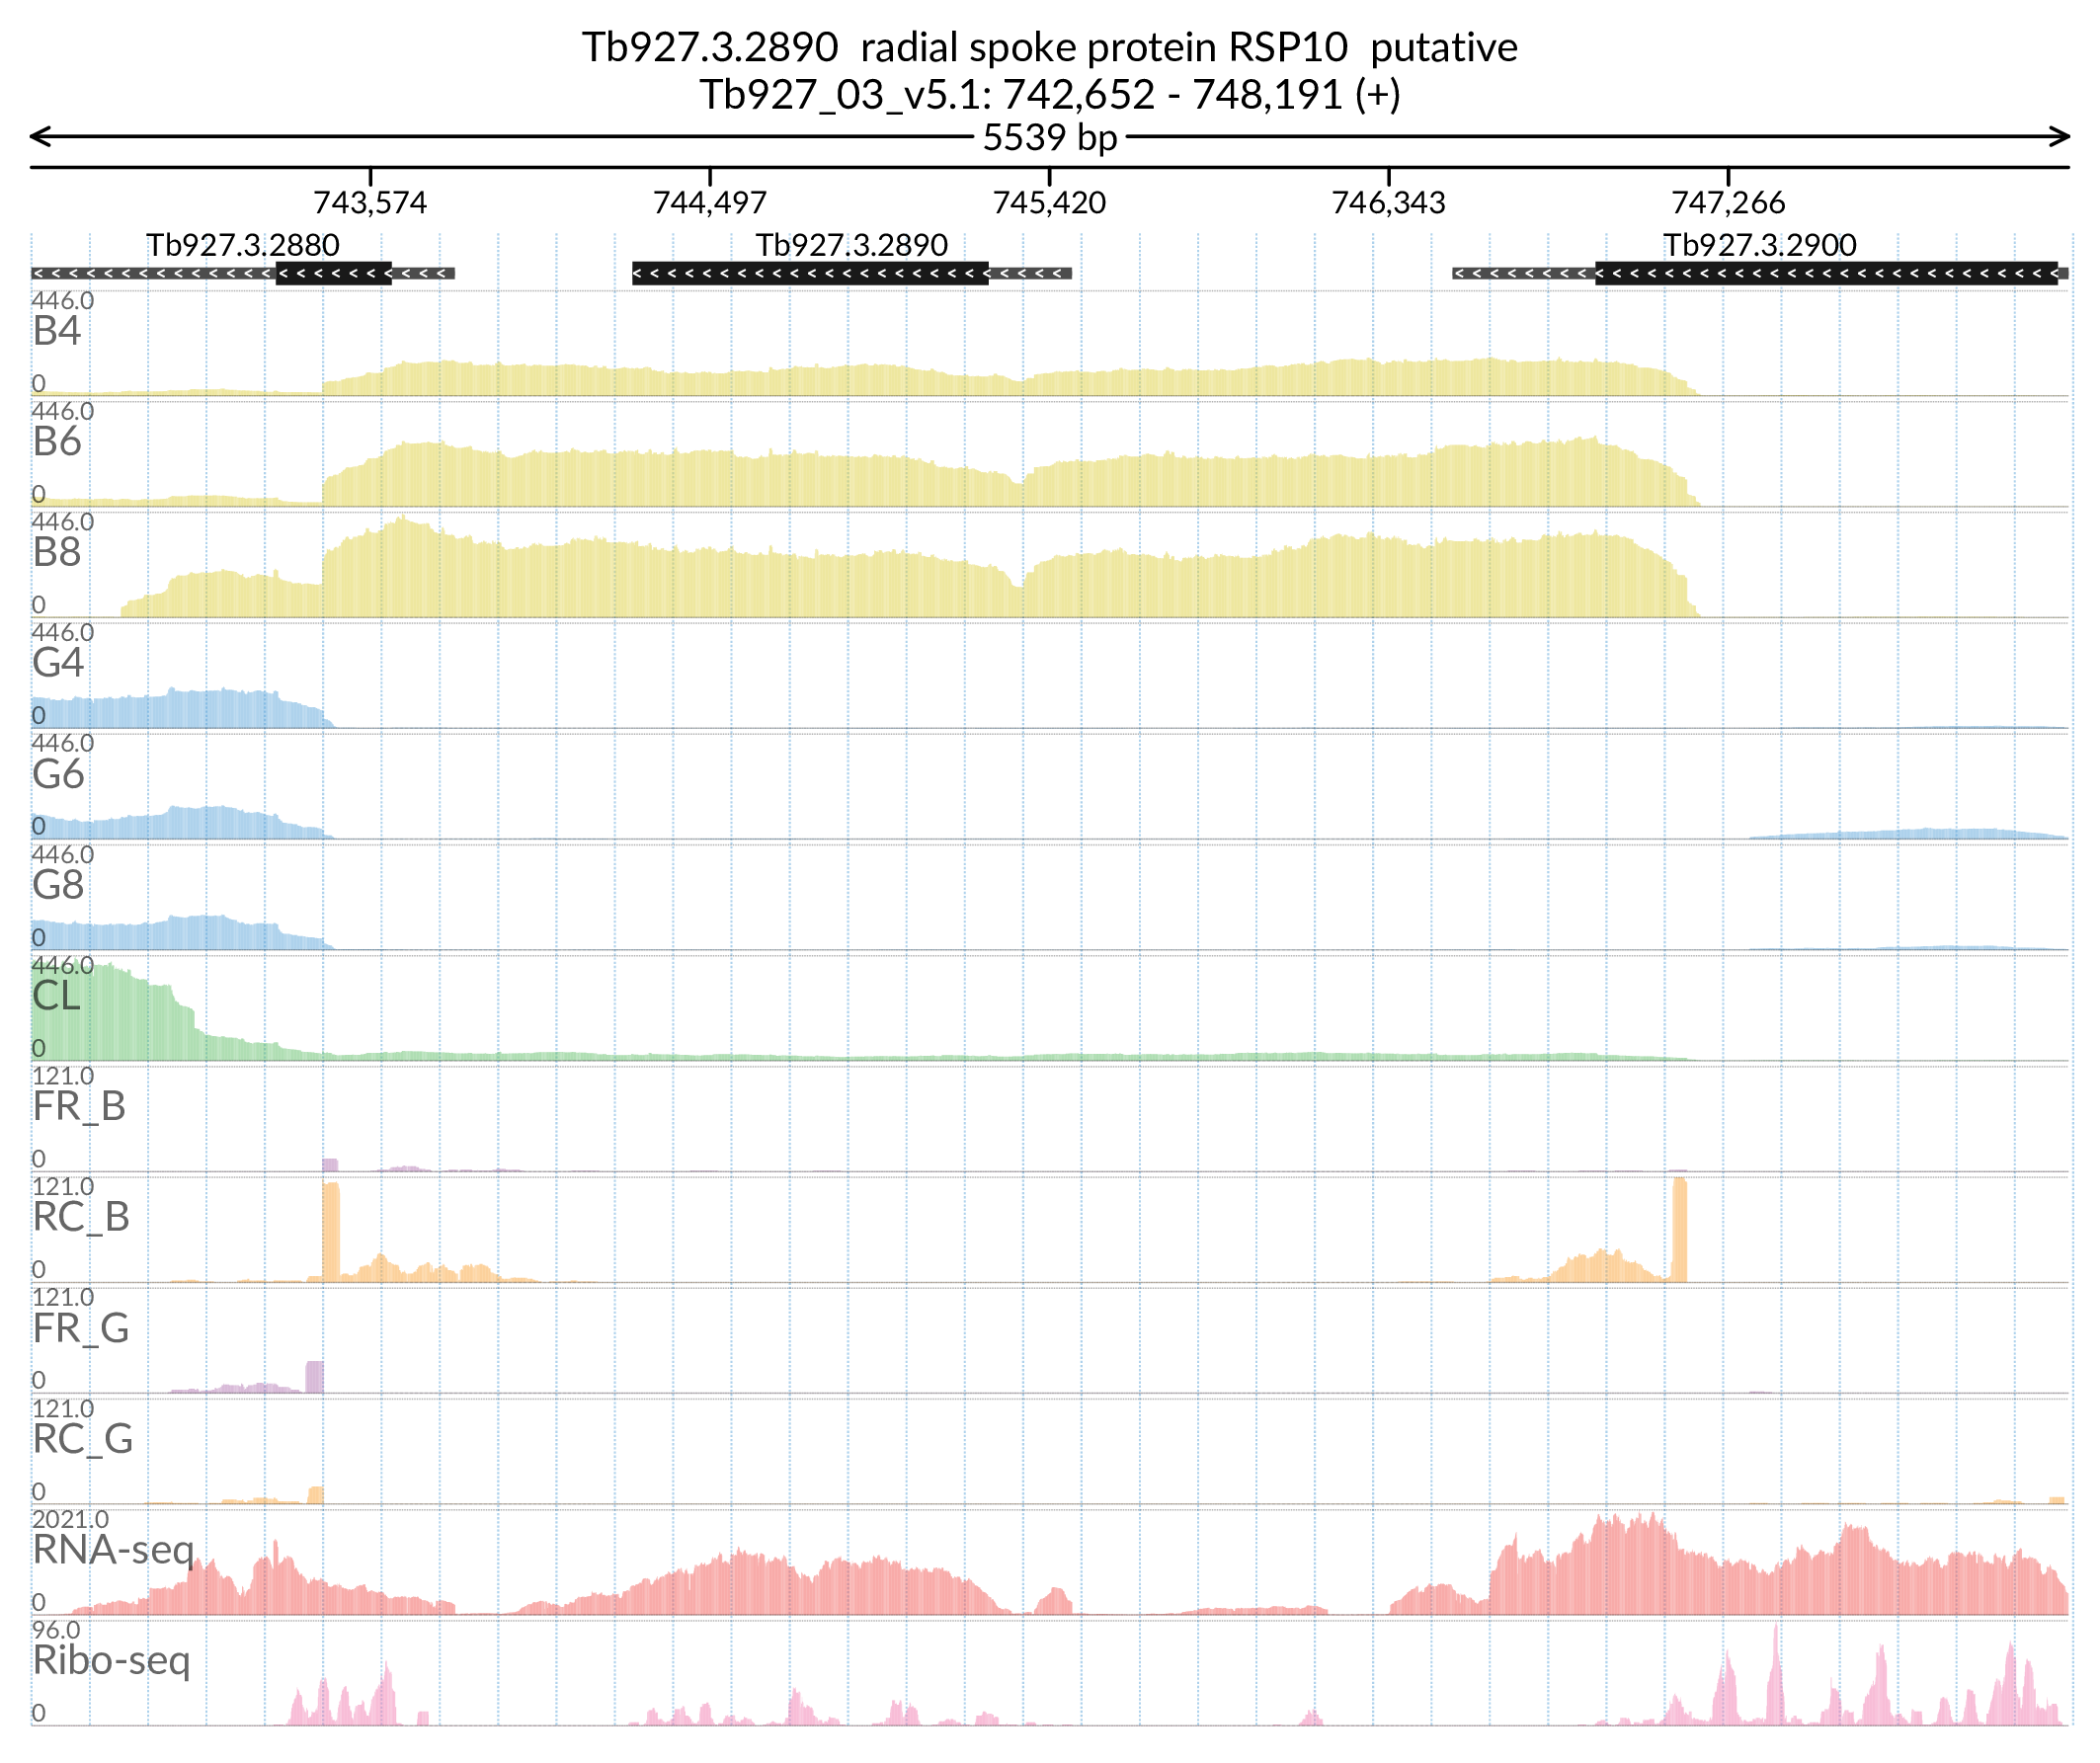 Tb927.3.2890 radial spoke protein RSP10 putative
Tb927_03_v5.1: 742,652 - 748,191 (+)
5539 bp
743,574 744,497 745,420 746,343 747,266
Tb927.3.2880 Tb927.3.2890 Tb927.3.2900
446.0
B4
0
446.0
B6
0
446.0
B8
0
446.0
G4
0
446.0
G6
0
446.0
G8
0
446.0
CL
0
121.0
FR_B
0
121.0
RC_B
0
121.0
FR_G
0
121.0
RC_G
0
2021.0
RNA-seq
0
96.0
Ribo-seq
0